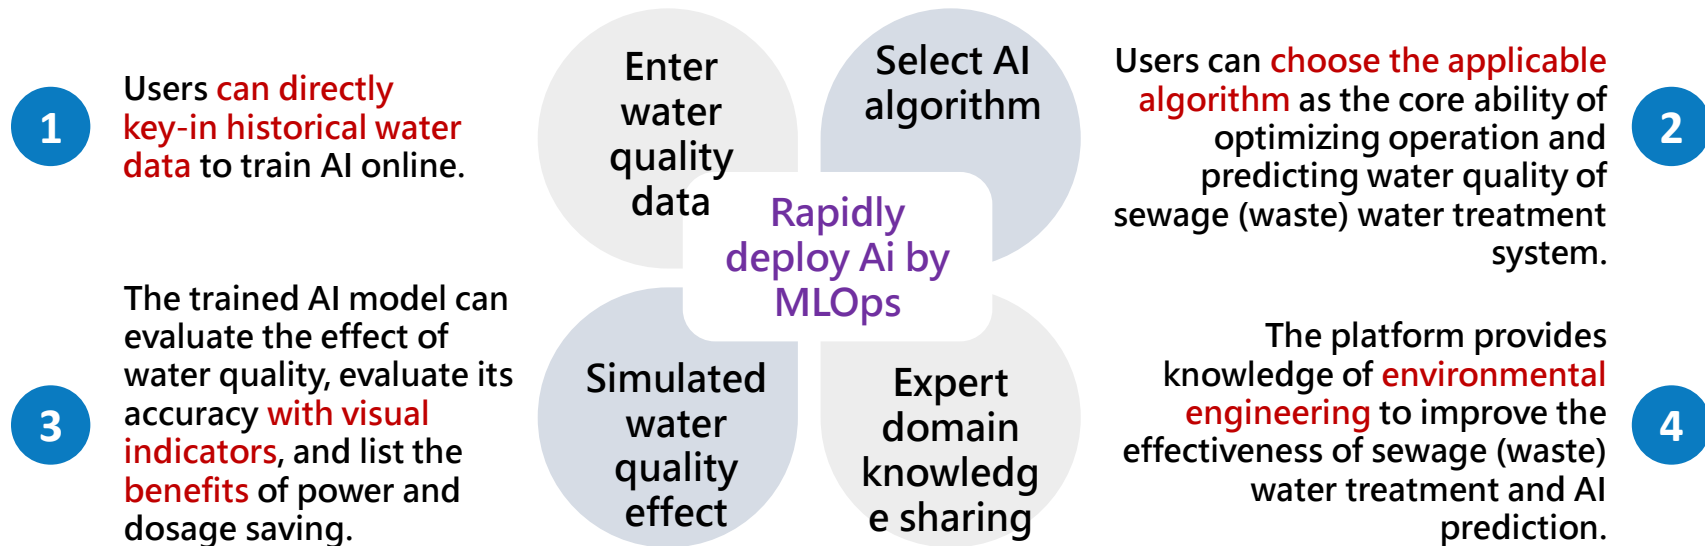 1
Users can directly
key-in historical water
data to train AI online.
Enter
water
quality
data
Select AI
algorithm
Users can choose the applicable
algorithm as the core ability of
optimizing operation and
predicting water quality of
sewage (waste) water treatment
system.
2
Rapidly
deploy Ai by
MLOps
3
The trained AI model can
evaluate the effect of
water quality, evaluate its
accuracy with visual
indicators, and list the
benefits of power and
dosage saving.
Simulated
water
quality
effect
Expert
domain
knowledg
e sharing
The platform provides
knowledge of environmental
engineering to improve the
effectiveness of sewage (waste)
water treatment and AI
prediction.
4